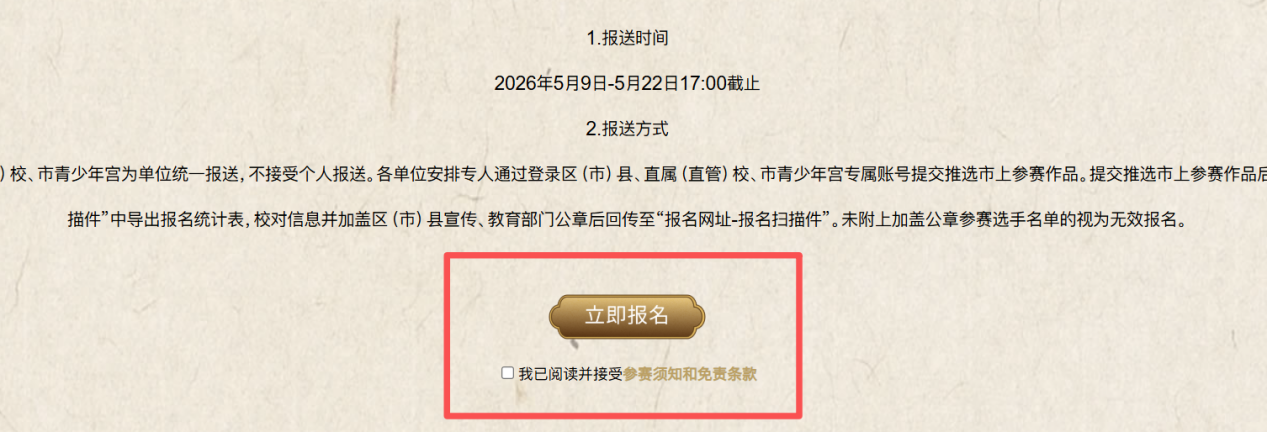 1.报送时间
2026年5月9日-5月22日17:00截止
2.报送方式
）校、市青少年宫为单位统一报送，不接受个人报送。各单位安排专人通过登录区（市）县、直属（直管）校、市青少年宫专属账号提交推选市上参赛作品。提交推选市上参赛作品后
描件”中导出报名统计表，校对信息并加盖区（市）县宣传、教育部门公章后回传至“报名网址-报名扫描件”。未附上加盖公章参赛选手名单的视为无效报名。
立即报名
我已阅读并接受参赛须知和免责条款